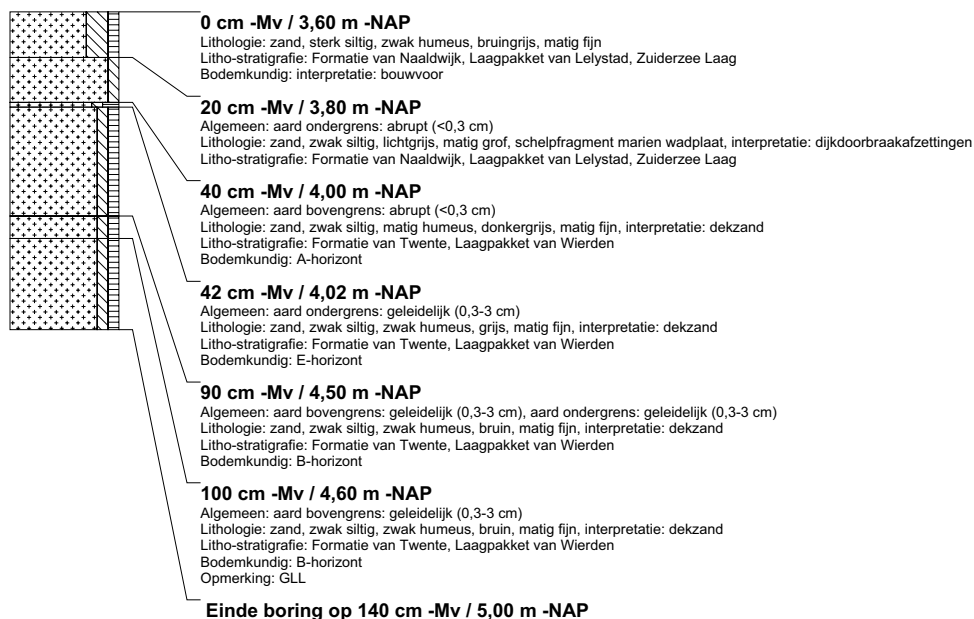 0 cm -Mv / 3,60 m -NAP
Lithologie: zand, sterk siltig, zwak humeus, bruingrijs, matig fijn
Litho-stratigrafie: Formatie van Naaldwijk, Laagpakket van Lelystad, Zuiderzee Laag
Bodemkundig: interpretatie: bouwvoor
20 cm -Mv / 3,80 m -NAP
Algemeen: aard ondergrens: abrupt (<0,3 cm)
Lithologie: zand, zwak siltig, lichtgrijs, matig grof, schelpfragment marien wadplaat, interpretatie: dijkdoorbraakafzettingen
Litho-stratigrafie: Formatie van Naaldwijk, Laagpakket van Lelystad, Zuiderzee Laag
40 cm -Mv / 4,00 m -NAP
Algemeen: aard bovengrens: abrupt (<0,3 cm)
Lithologie: zand, zwak siltig, matig humeus, donkergrijs, matig fijn, interpretatie: dekzand
Litho-stratigrafie: Formatie van Twente, Laagpakket van Wierden
Bodemkundig: A-horizont
42 cm -Mv / 4,02 m -NAP
Algemeen: aard ondergrens: geleidelijk (0,3-3 cm)
Lithologie: zand, zwak siltig, zwak humeus, grijs, matig fijn, interpretatie: dekzand
Litho-stratigrafie: Formatie van Twente, Laagpakket van Wierden
Bodemkundig: E-horizont
90 cm -Mv / 4,50 m -NAP
Algemeen: aard bovengrens: geleidelijk (0,3-3 cm), aard ondergrens: geleidelijk (0,3-3 cm)
Lithologie: zand, zwak siltig, zwak humeus, bruin, matig fijn, interpretatie: dekzand
Litho-stratigrafie: Formatie van Twente, Laagpakket van Wierden
Bodemkundig: B-horizont
100 cm -Mv / 4,60 m -NAP
Algemeen: aard bovengrens: geleidelijk (0,3-3 cm)
Lithologie: zand, zwak siltig, zwak humeus, bruin, matig fijn, interpretatie: dekzand
Litho-stratigrafie: Formatie van Twente, Laagpakket van Wierden
Bodemkundig: B-horizont
Opmerking: GLL
Einde boring op 140 cm -Mv / 5,00 m -NAP